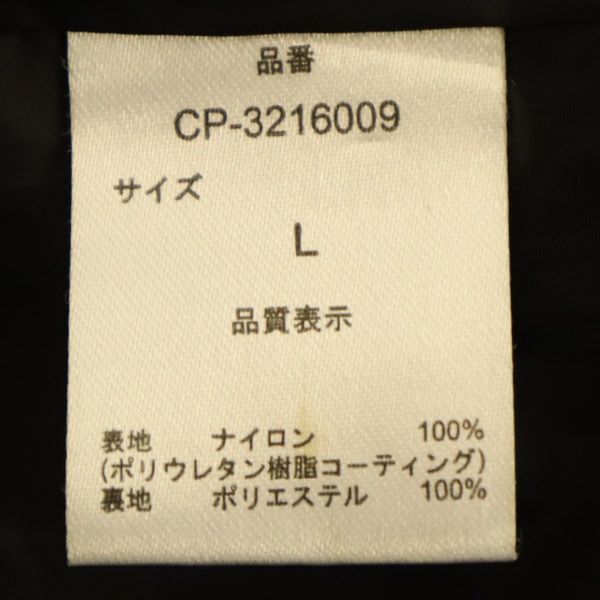 品番
CP-3216009
サイズ
L
品質表示
表地 ナイロン 100%
(ポリウレタン樹脂コーティング)
裏地 ポリエステル 100%